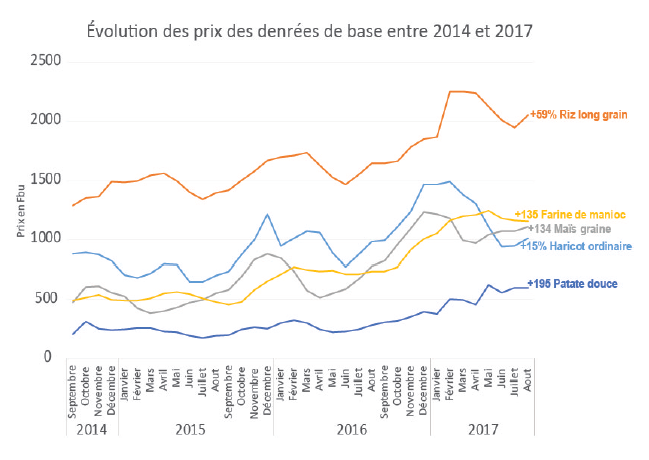 Évolution des prix des denrées de base entre 2014 et 2017
2500
2000
1500
1000
500
0
Prix en Fbu
+59% Riz long grain
+135 Farine de manioc
+134 Maïs graine
+15% Haricot ordinaire
+195 Patate douce
Septembre
Octobre
Novembre
Décembre
Janvier
Février
Mars
Avril
Mai
Juin
Juillet
Aout
Septembre
Octobre
Novembre
Décembre
Janvier
Février
Mars
Avril
Mai
Juin
Juillet
Aout
Septembre
Octobre
Novembre
Décembre
Janvier
Février
Mars
Avril
Mai
Juin
Juillet
Aout
2014
2015
2016
2017